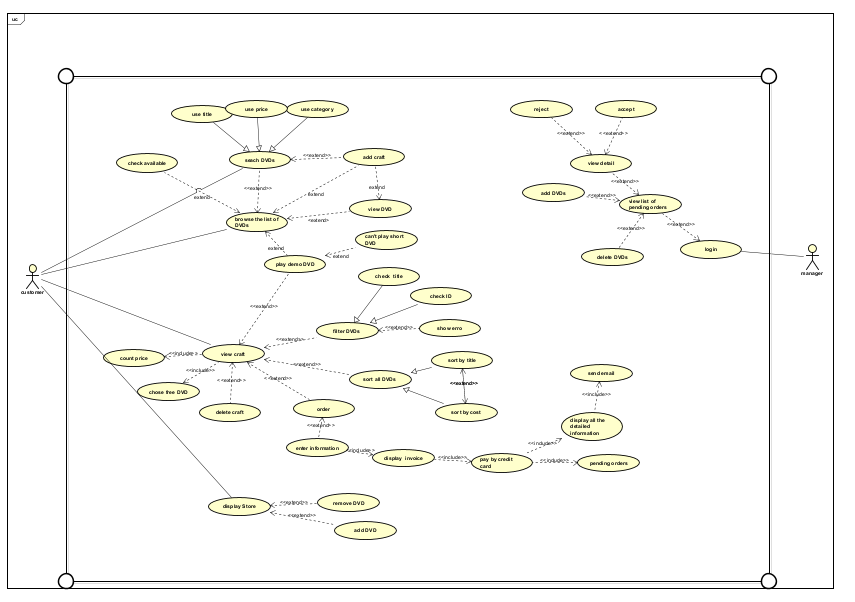 uc
use title
use price
use category
reject
accept
<<extend>>
<<extend>>
check available
seach DVDs
<<extend>>
add craft
view detail
<<extend>>
<<extend>>
extend
add DVDs
<<extend>>
view list of
pending orders
extend
extend
view DVD
browse the list of
DVDs
<<extend>>
extend
<<extend>>
can't play short
DVD
extend
play demo DVD
delete DVDs
login
customer
manager
check title
check ID
<<extend>>
filter DVDs
<<extend>>
show erro
<<extend>>
count price
<<include>>
view craft
sort by title
<<include>>
<<extend>>
sort all DVDs
<<extend>>
send email
chose free DVD
<<extend>>
<<extend>>
<<include>>
delete craft
order
sort by cost
<<extend>>
display all the
detailed
information
enter information
<<include>>
display invoice
<<include>>
pay by credit
card
<<include>>
<<include>>
pending orders
display Store
<<extend>>
remove DVD
<<extend>>
add DVD